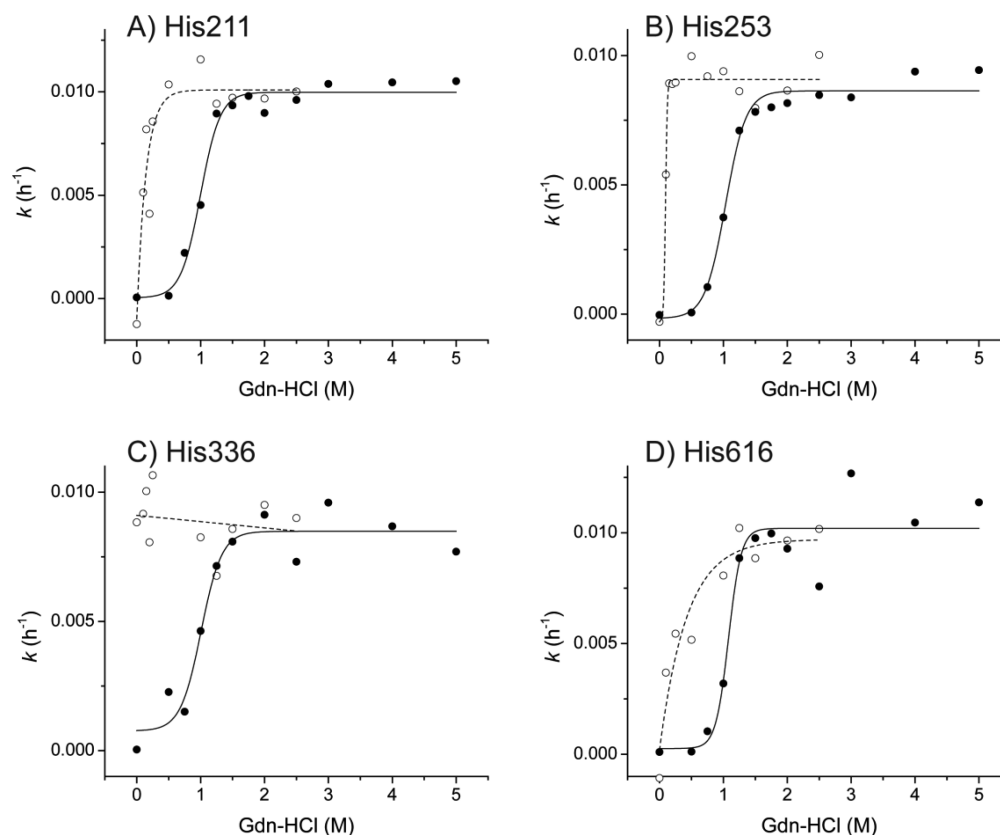 A) His211
k (h⁻¹)
0.010
0.005
0.000
0 1 2 3 4 5
Gdn-HCl (M)
B) His253
k (h⁻¹)
0.010
0.005
0.000
0 1 2 3 4 5
Gdn-HCl (M)
C) His336
k (h⁻¹)
0.010
0.005
0.000
0 1 2 3 4 5
Gdn-HCl (M)
D) His616
k (h⁻¹)
0.010
0.005
0.000
0 1 2 3 4 5
Gdn-HCl (M)